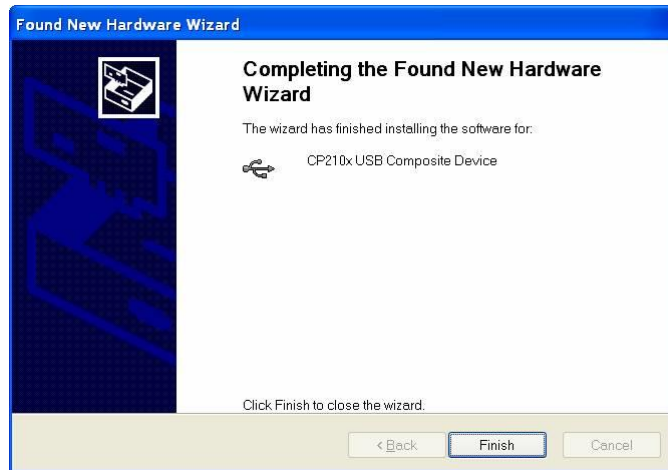 Found New Hardware Wizard
Completing the Found New Hardware
Wizard
The wizard has finished installing the software for:
CP210x USB Composite Device
Click Finish to close the wizard.
< Back
Finish
Cancel